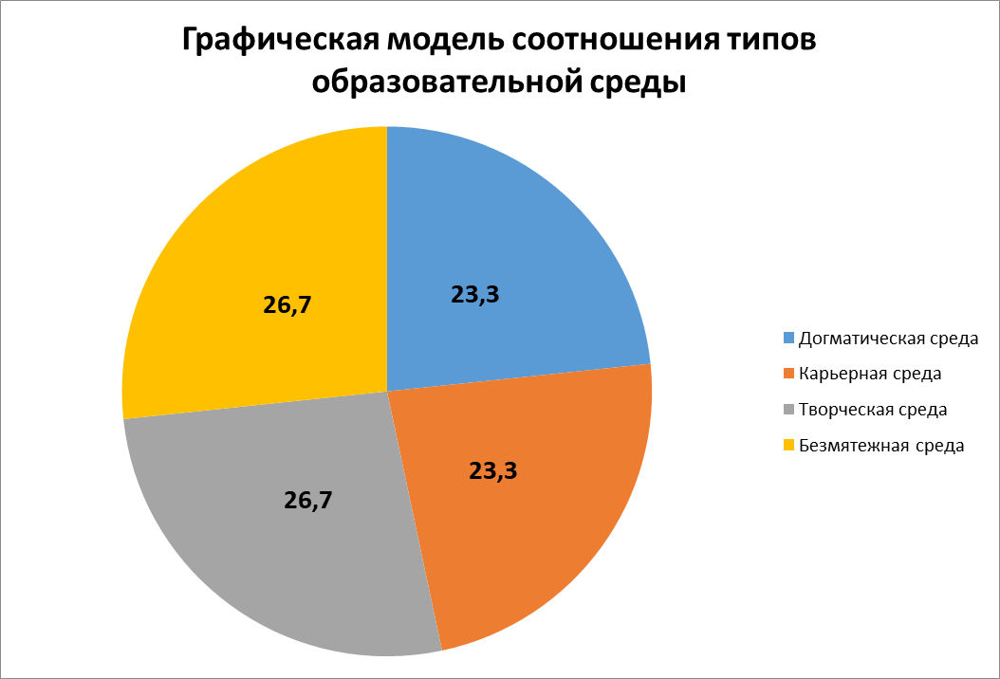 Графическая модель соотношения типов
образовательной среды
26,7
23,3
23,3
26,7
Догматическая среда
Карьерная среда
Творческая среда
Безмятежная среда